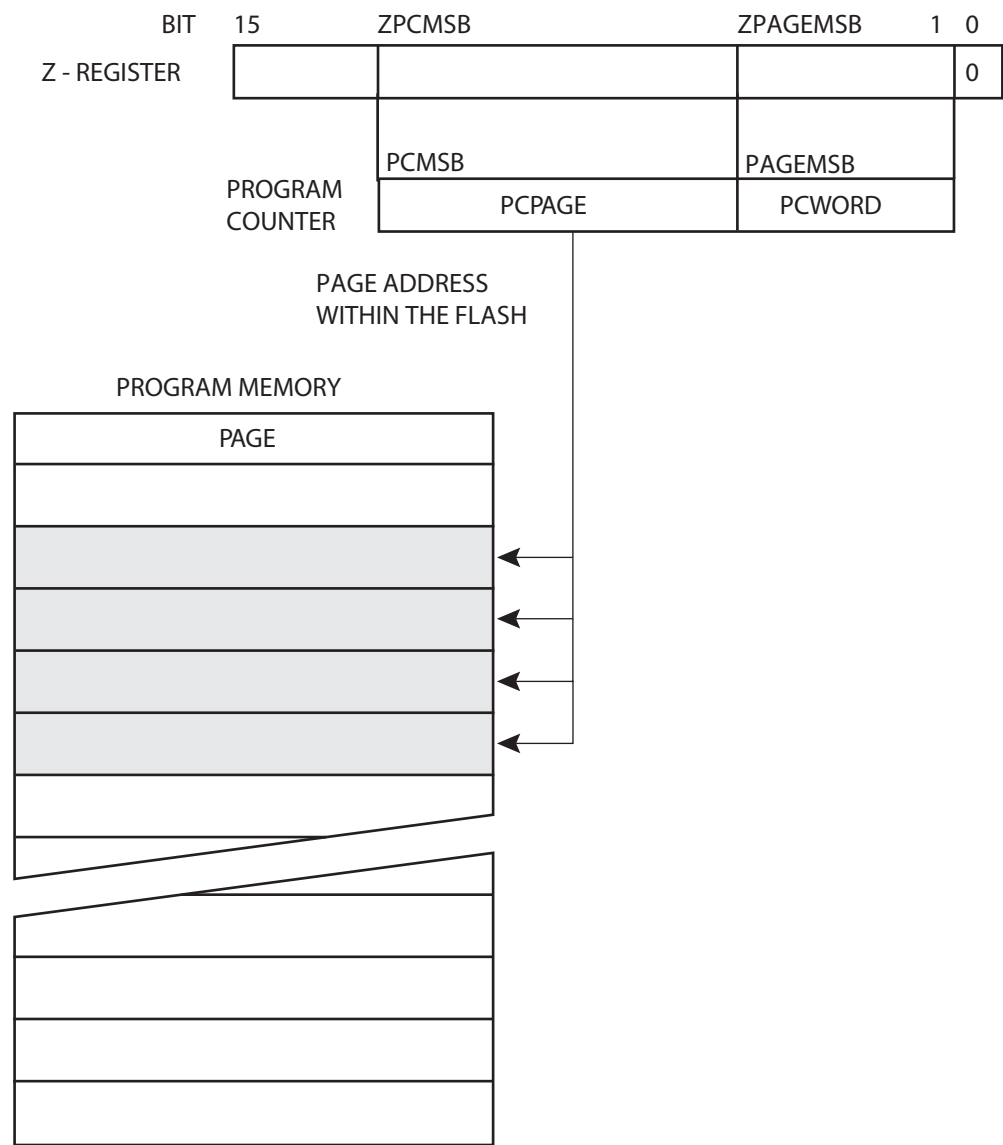 BIT 15 ZPCMSB ZPAGEMSB 1 0
Z - REGISTER 0
PCMSB PAGEMSB
PROGRAM
COUNTER
PCPAGE PCWORD
PAGE ADDRESS
WITHIN THE FLASH
PROGRAM MEMORY
PAGE